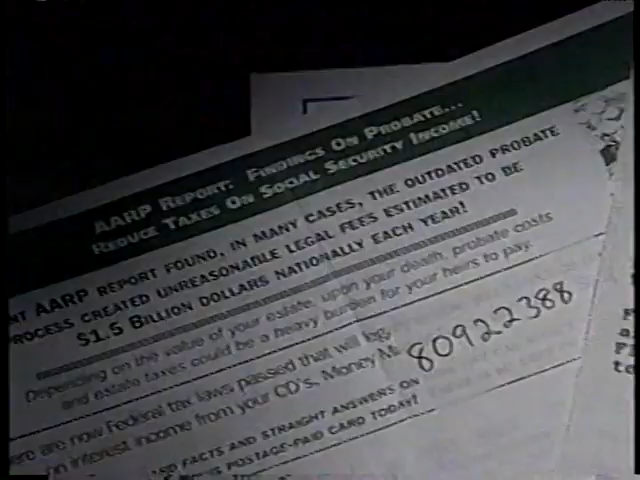 AARP REPORT: FINDINGS ON PROBATE...
REDUCE TAXES ON SOCIAL SECURITY INCOME!
NT AARP REPORT FOUND, IN MANY CASES, THE OUTDATED PROBATE
ROCESS CREATED UNREASONABLE LEGAL FEES ESTIMATED TO BE
$1.5 BILLION DOLLARS NATIONALLY EACH YEAR!
Depending on the value of your estate, upon your death, probate costs
and estate taxes could be a heavy burden for your heirs to pay.
ere are now Federal tax laws passed that will leg
on interest income from your CD's, Money M
80922388
FACTS AND STRAIGHT ANSWERS ON
POSTAGE-PAID CARD TODAY!